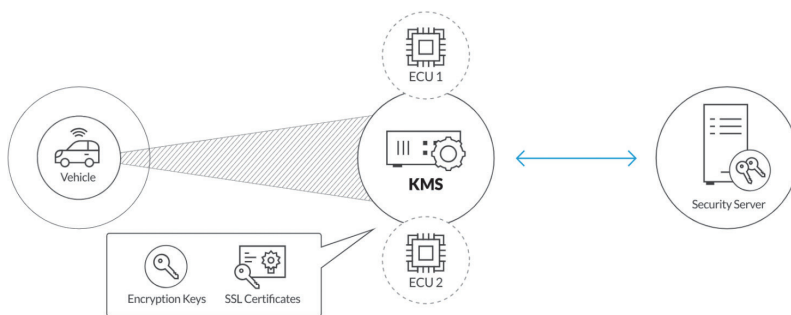 ECU 1
Vehicle
KMS
Security Server
Encryption Keys
SSL Certificates
ECU 2